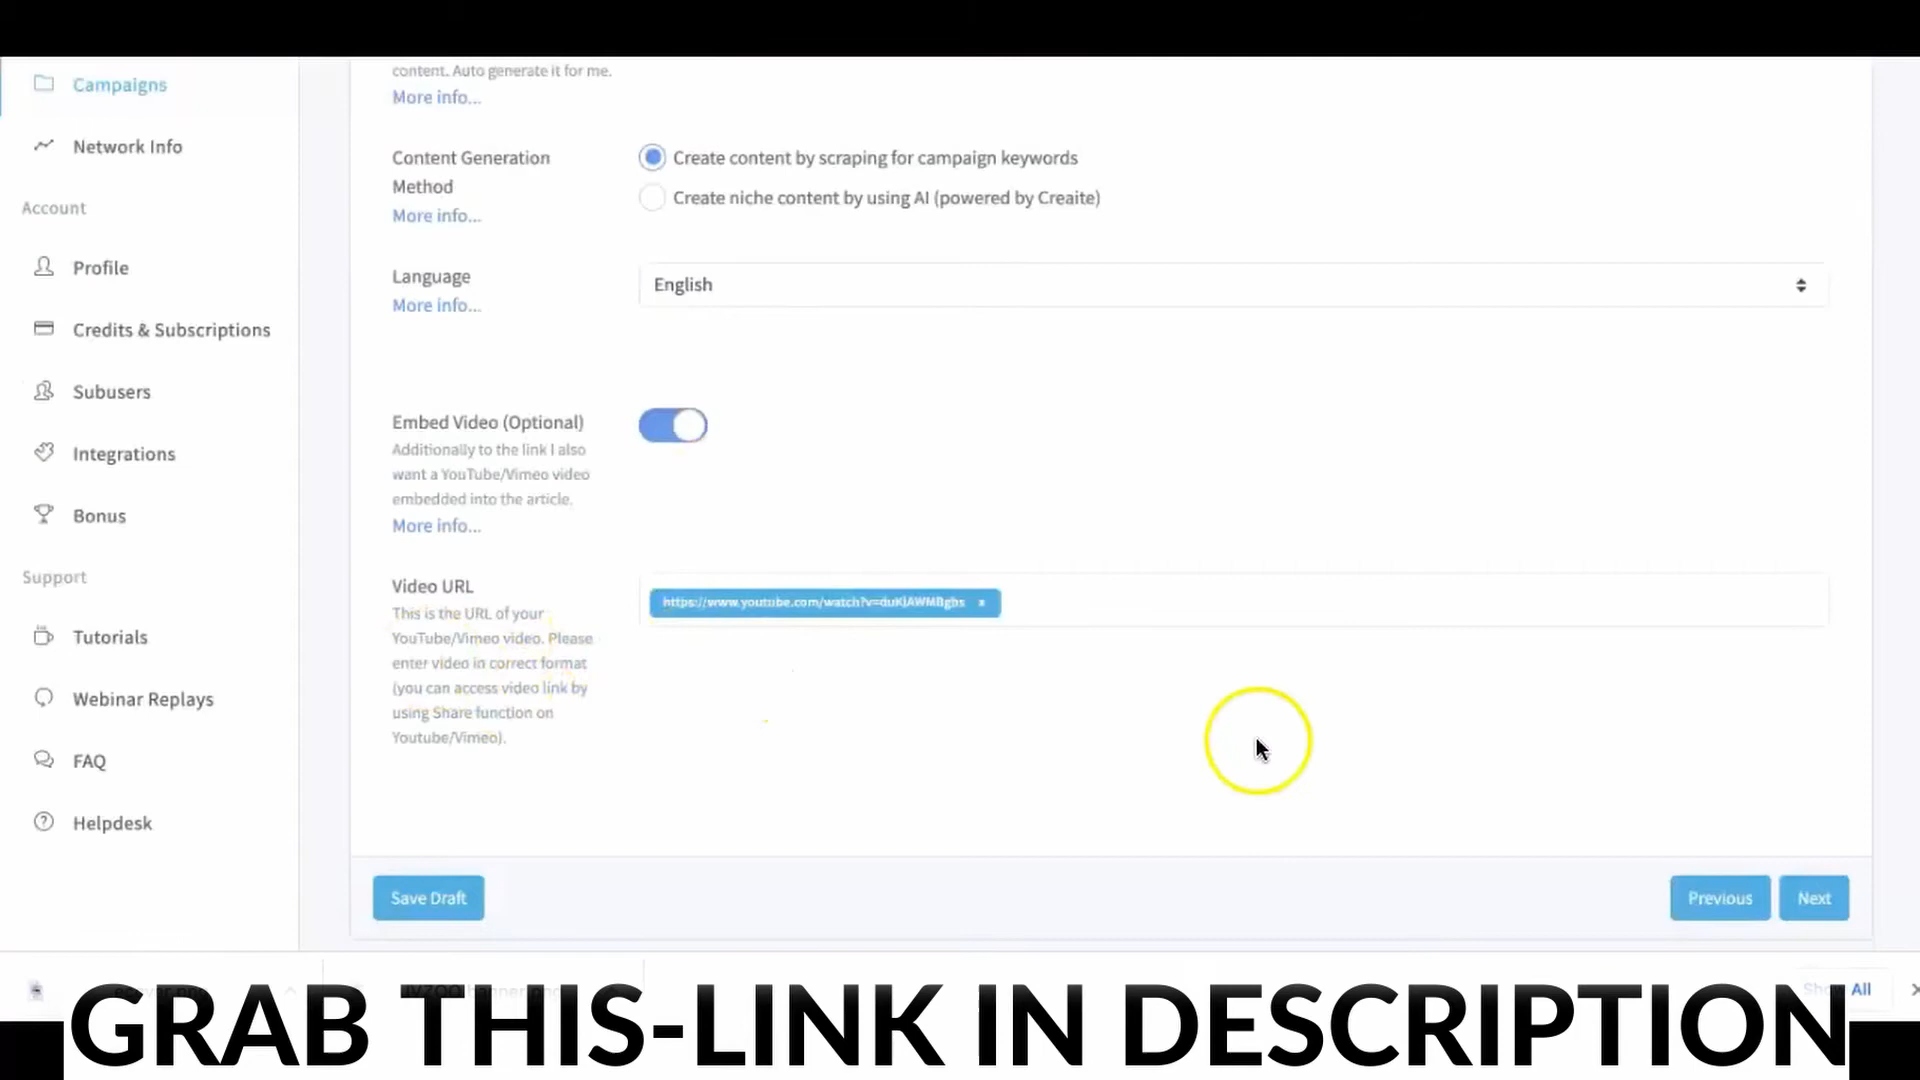 Campaigns
Network Info
Account
Profile
Credits & Subscriptions
Subusers
Integrations
Bonus
Support
Tutorials
Webinar Replays
FAQ
Helpdesk
content. Auto generate it for me.
More info...
Content Generation
Method
More info...
Create content by scraping for campaign keywords
Create niche content by using AI (powered by Creaite)
Language
More info...
English
Embed Video (Optional)
Additionally to the link I also
want a YouTube/Vimeo video
embedded into the article.
More info...
Video URL
This is the URL of your
YouTube/Vimeo video. Please
enter video in correct format
(you can access video link by
using Share function on
Youtube/Vimeo).
Save Draft
Previous
Next
Show All
GRAB THIS-LINK IN DESCRIPTION